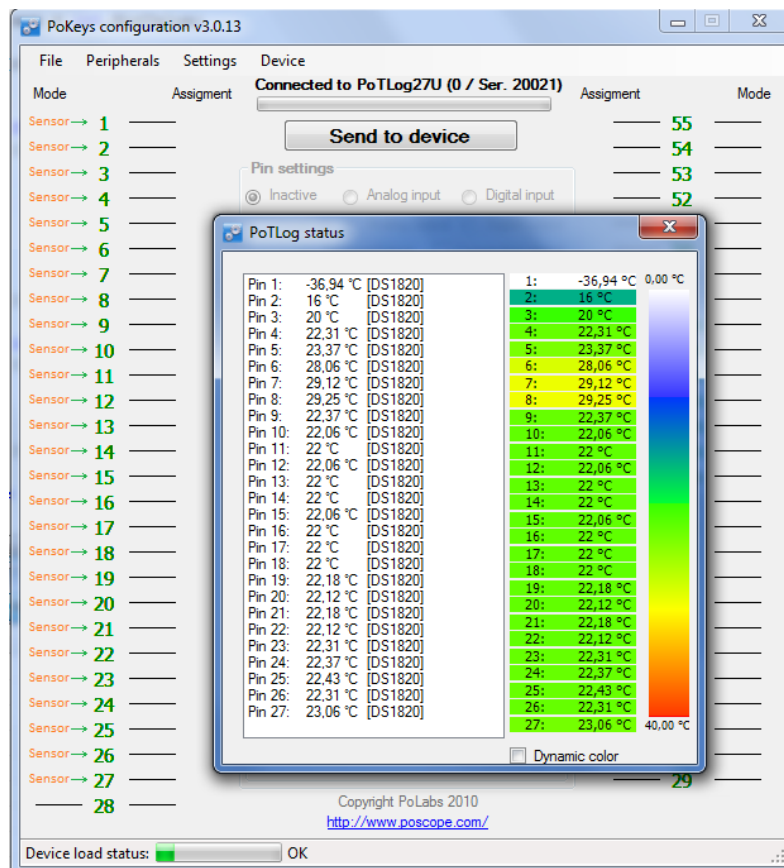 PoKeys configuration v3.0.13
File Peripherals Settings Device
Mode Assigment Connected to PoTLog27U (0 / Ser. 20021) Assigment Mode
Send to device
Pin settings
Inactive Analog input Digital input
Sensor→ 1
Sensor→ 2
Sensor→ 3
Sensor→ 4
Sensor→ 5
Sensor→ 6
Sensor→ 7
Sensor→ 8
Sensor→ 9
Sensor→ 10
Sensor→ 11
Sensor→ 12
Sensor→ 13
Sensor→ 14
Sensor→ 15
Sensor→ 16
Sensor→ 17
Sensor→ 18
Sensor→ 19
Sensor→ 20
Sensor→ 21
Sensor→ 22
Sensor→ 23
Sensor→ 24
Sensor→ 25
Sensor→ 26
Sensor→ 27
28
55
54
53
52
29
PoTLog status
Pin 1: -36,94 °C [DS1820]
Pin 2: 16 °C [DS1820]
Pin 3: 20 °C [DS1820]
Pin 4: 22,31 °C [DS1820]
Pin 5: 23,37 °C [DS1820]
Pin 6: 28,06 °C [DS1820]
Pin 7: 29,12 °C [DS1820]
Pin 8: 29,25 °C [DS1820]
Pin 9: 22,37 °C [DS1820]
Pin 10: 22,06 °C [DS1820]
Pin 11: 22 °C [DS1820]
Pin 12: 22,06 °C [DS1820]
Pin 13: 22 °C [DS1820]
Pin 14: 22 °C [DS1820]
Pin 15: 22,06 °C [DS1820]
Pin 16: 22 °C [DS1820]
Pin 17: 22 °C [DS1820]
Pin 18: 22 °C [DS1820]
Pin 19: 22,18 °C [DS1820]
Pin 20: 22,12 °C [DS1820]
Pin 21: 22,18 °C [DS1820]
Pin 22: 22,12 °C [DS1820]
Pin 23: 22,31 °C [DS1820]
Pin 24: 22,37 °C [DS1820]
Pin 25: 22,43 °C [DS1820]
Pin 26: 22,31 °C [DS1820]
Pin 27: 23,06 °C [DS1820]
1: -36,94 °C
2: 16 °C
3: 20 °C
4: 22,31 °C
5: 23,37 °C
6: 28,06 °C
7: 29,12 °C
8: 29,25 °C
9: 22,37 °C
10: 22,06 °C
11: 22 °C
12: 22,06 °C
13: 22 °C
14: 22 °C
15: 22,06 °C
16: 22 °C
17: 22 °C
18: 22 °C
19: 22,18 °C
20: 22,12 °C
21: 22,18 °C
22: 22,12 °C
23: 22,31 °C
24: 22,37 °C
25: 22,43 °C
26: 22,31 °C
27: 23,06 °C
0,00 °C
40,00 °C
Dynamic color
Copyright PoLabs 2010
http://www.poscope.com/
Device load status: OK